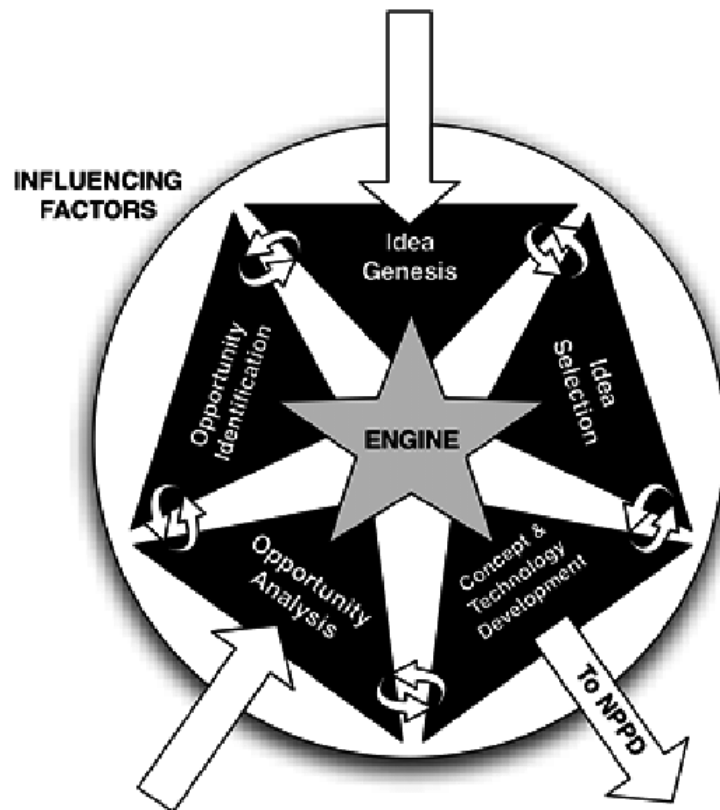 INFLUENCING
FACTORS
Idea
Genesis
Opportunity
Identification
Idea
Selection
ENGINE
Opportunity
Analysis
Concept &
Technology
Development
To NPPD